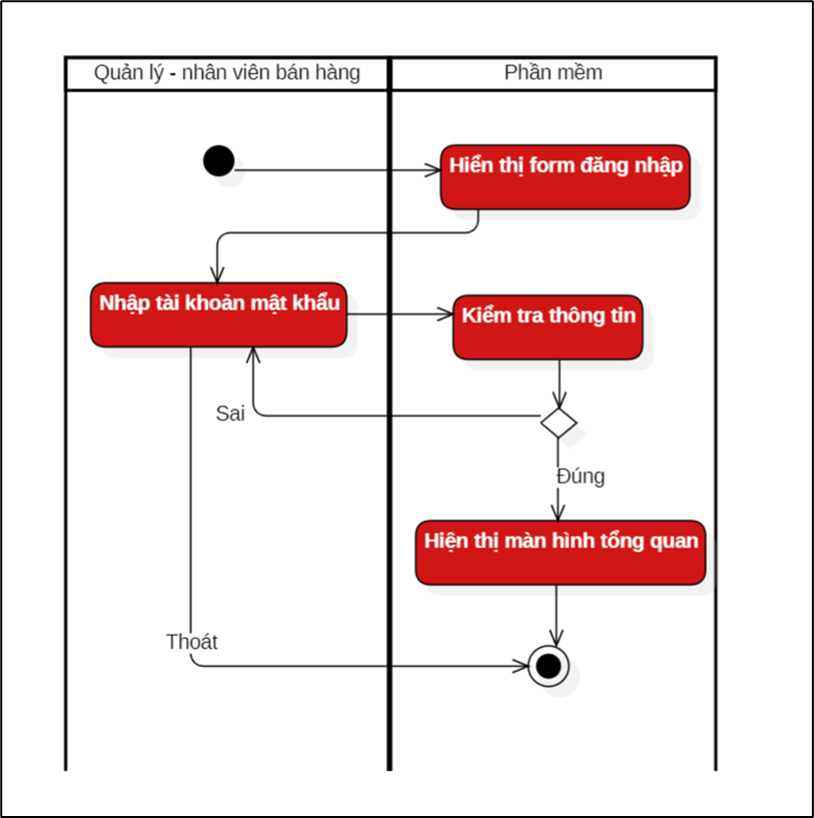 Quản lý - nhân viên bán hàng
Phần mềm
Hiển thị form đăng nhập
Nhập tài khoản mật khẩu
Kiểm tra thông tin
Sai
Đúng
Hiện thị màn hình tổng quan
Thoát